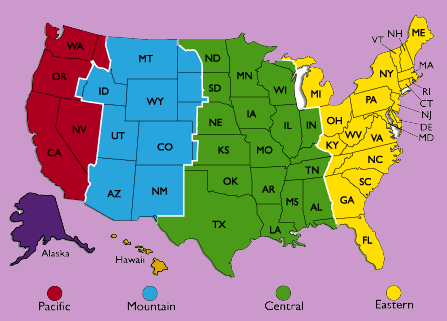 ME
NH
VT
WA
MT
ND
MN
OR
ID
SD
WI
MI
NY
MA
WY
RI
CT
NJ
DE
MD
PA
NV
UT
NE
IA
IL
IN
OH
WV
VA
CA
CO
KS
MO
KY
NC
AZ
NM
OK
AR
TN
SC
TX
LA
MS
AL
GA
FL
Alaska
Hawaii
Pacific
Mountain
Central
Eastern